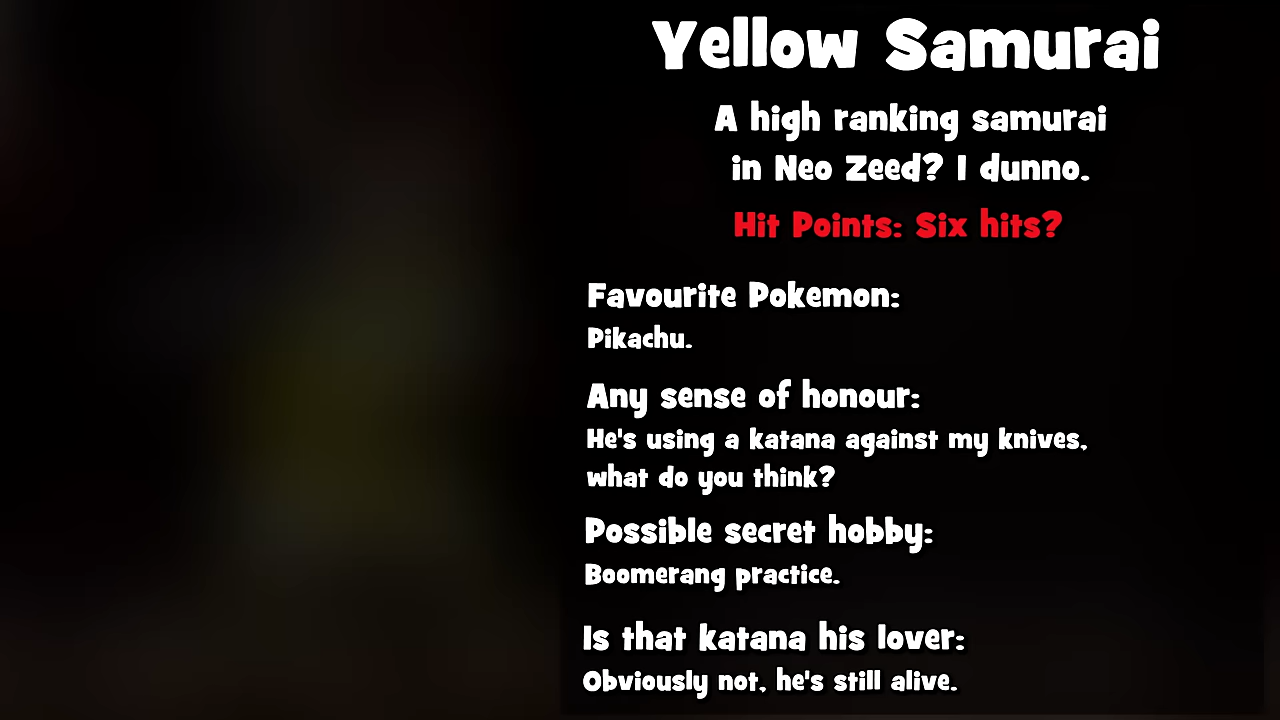 Yellow Samurai
A high ranking samurai
in Neo Zeed? I dunno.
Hit Points: Six hits?
Favourite Pokemon:
Pikachu.
Any sense of honour:
He's using a katana against my knives,
what do you think?
Possible secret hobby:
Boomerang practice.
Is that katana his lover:
Obviously not, he's still alive.